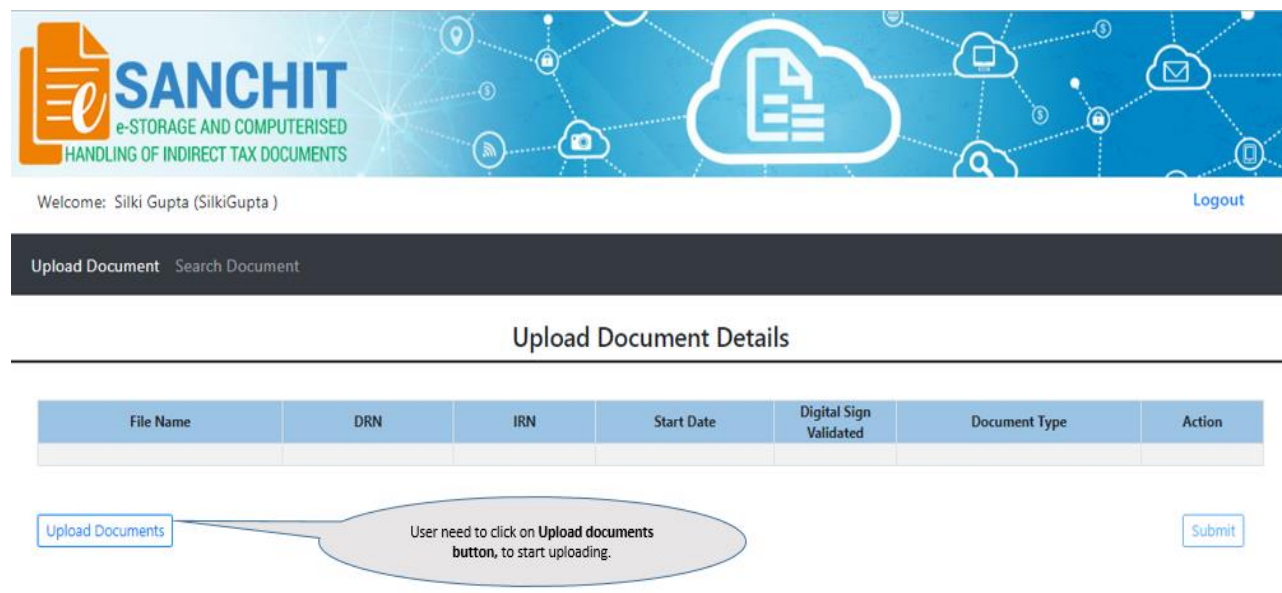 e SANCHIT
e-STORAGE AND COMPUTERISED
HANDLING OF INDIRECT TAX DOCUMENTS
Welcome: Silki Gupta (SilkiGupta )
Logout
Upload Document Search Document
Upload Document Details
File Name DRN IRN Start Date Digital Sign Validated Document Type Action
Upload Documents
User need to click on Upload documents
button, to start uploading.
Submit